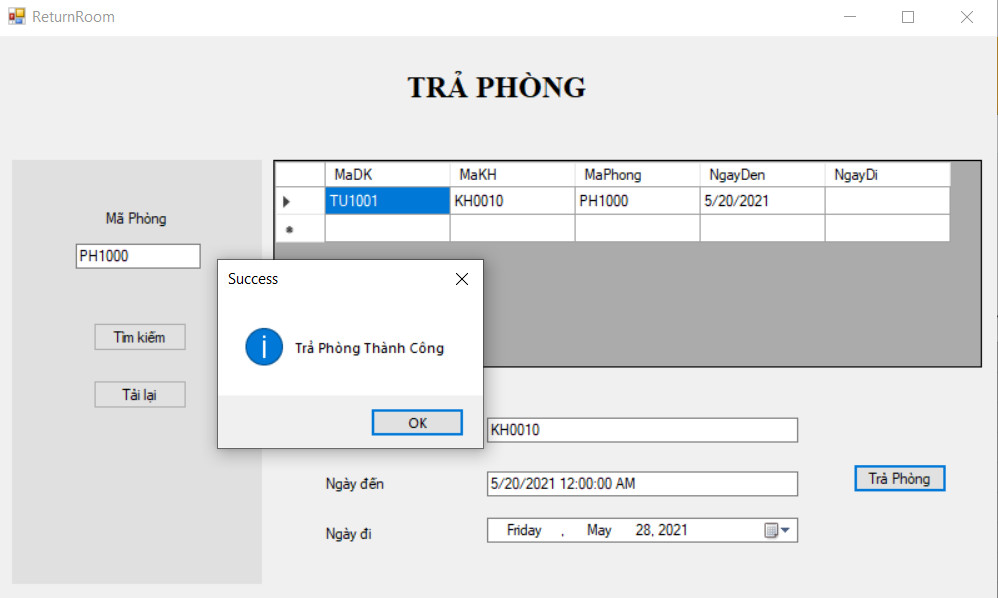 ReturnRoom
TRẢ PHÒNG
Mã Phòng
PH1000
Tìm kiếm
Tải lại
MaDK MaKH MaPhong NgayDen NgayDi
TU1001 KH0010 PH1000 5/20/2021
Success
Trả Phòng Thành Công
OK
KH0010
Ngày đến
5/20/2021 12:00:00 AM
Ngày đi
Friday , May 28, 2021
Trả Phòng